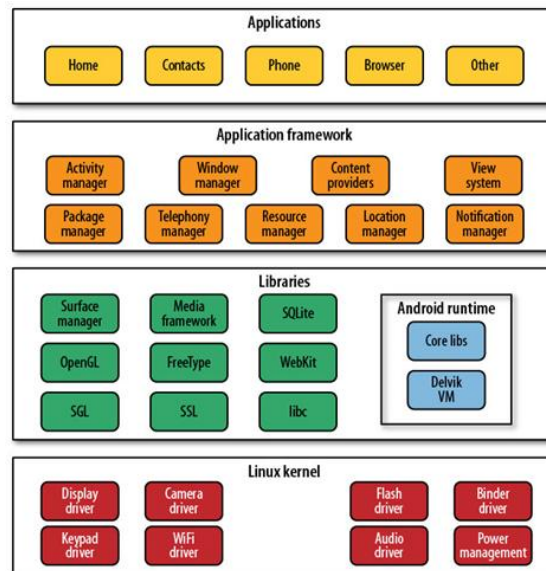 Applications
Home Contacts Phone Browser Other
Application framework
Activity manager
Window manager
Content providers
View system
Package manager
Telephony manager
Resource manager
Location manager
Notification manager
Libraries
Surface manager
Media framework
SQLite
OpenGL
FreeType
WebKit
SGL
SSL
libc
Android runtime
Core libs
Delvik VM
Linux kernel
Display driver
Camera driver
Flash driver
Binder driver
Keypad driver
WiFi driver
Audio driver
Power management